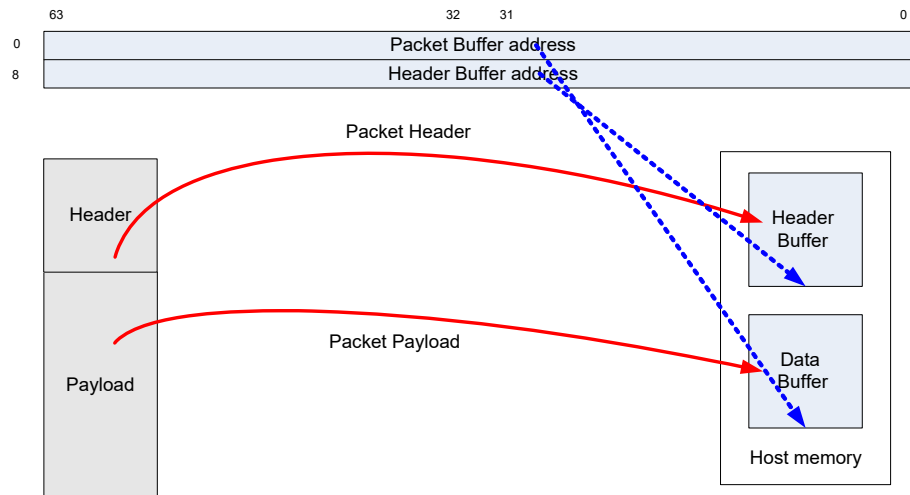 63 32 31 0
0 Packet Buffer address
8 Header Buffer address
Packet Header
Header
Header
Buffer
Packet Payload
Payload
Data
Buffer
Host memory